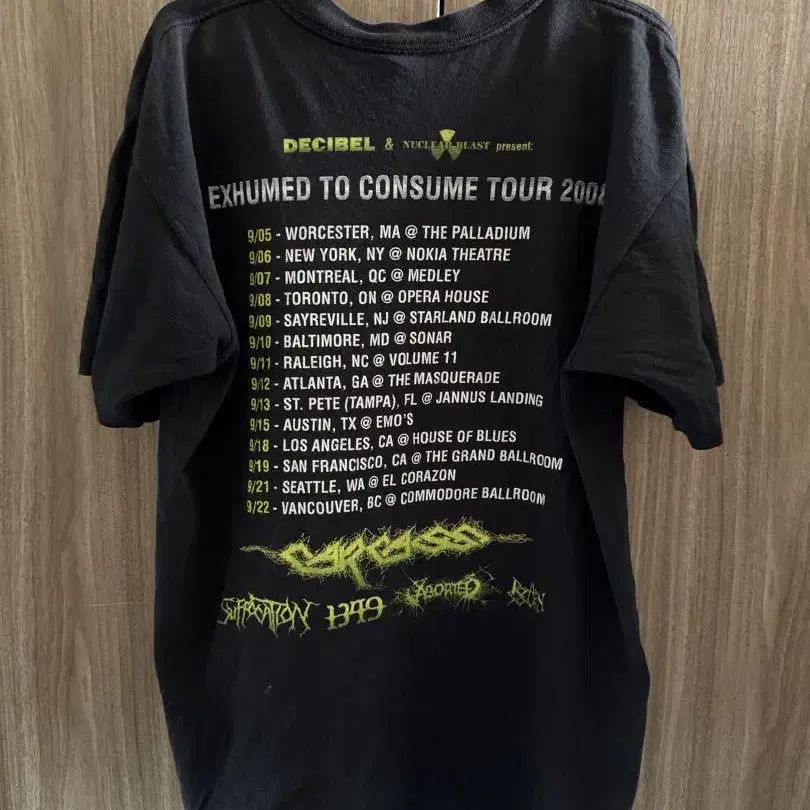 DECIBEL & NUCLEAR BLAST present:
EXHUMED TO CONSUME TOUR 2008
9/05 - WORCESTER, MA @ THE PALLADIUM
9/06 - NEW YORK, NY @ NOKIA THEATRE
9/07 - MONTREAL, QC @ MEDLEY
9/08 - TORONTO, ON @ OPERA HOUSE
9/09 - SAYREVILLE, NJ @ STARLAND BALLROOM
9/10 - BALTIMORE, MD @ SONAR
9/11 - RALEIGH, NC @ VOLUME 11
9/12 - ATLANTA, GA @ THE MASQUERADE
9/13 - ST. PETE (TAMPA), FL @ JANNUS LANDING
9/15 - AUSTIN, TX @ EMO'S
9/18 - LOS ANGELES, CA @ HOUSE OF BLUES
9/19 - SAN FRANCISCO, CA @ THE GRAND BALLROOM
9/21 - SEATTLE, WA @ EL CORAZON
9/22 - VANCOUVER, BC @ COMMODORE BALLROOM
CARCASS
SUFFOCATION 1349 ABORTED